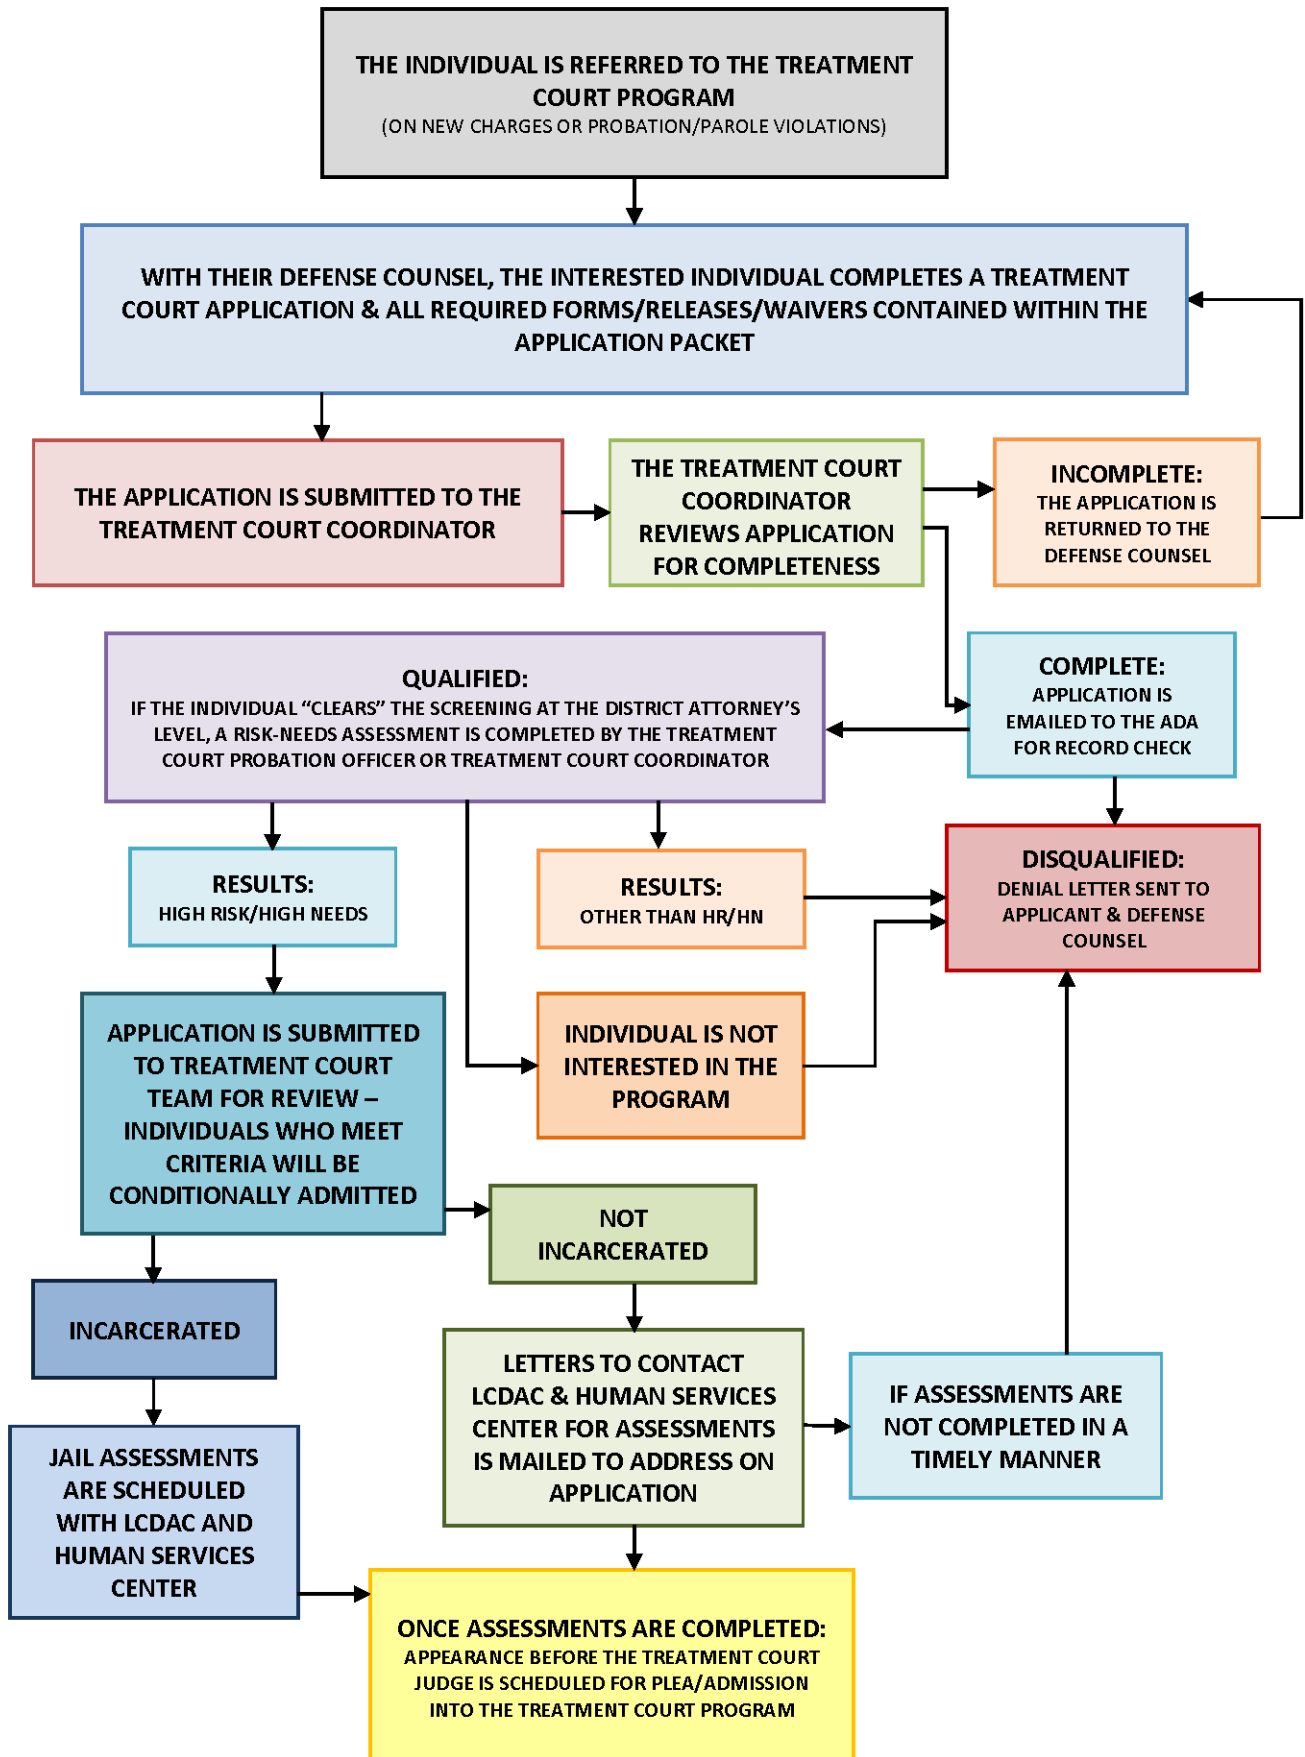 THE INDIVIDUAL IS REFERRED TO THE TREATMENT
COURT PROGRAM
(ON NEW CHARGES OR PROBATION/PAROLE VIOLATIONS)
WITH THEIR DEFENSE COUNSEL, THE INTERESTED INDIVIDUAL COMPLETES A TREATMENT
COURT APPLICATION & ALL REQUIRED FORMS/RELEASES/WAIVERS CONTAINED WITHIN THE
APPLICATION PACKET
THE APPLICATION IS SUBMITTED TO THE
TREATMENT COURT COORDINATOR
THE TREATMENT COURT
COORDINATOR
REVIEWS APPLICATION
FOR COMPLETENESS
INCOMPLETE:
THE APPLICATION IS
RETURNED TO THE
DEFENSE COUNSEL
COMPLETE:
APPLICATION IS
EMAILED TO THE ADA
FOR RECORD CHECK
QUALIFIED:
IF THE INDIVIDUAL “CLEARS” THE SCREENING AT THE DISTRICT ATTORNEY’S
LEVEL, A RISK-NEEDS ASSESSMENT IS COMPLETED BY THE TREATMENT
COURT PROBATION OFFICER OR TREATMENT COURT COORDINATOR
DISQUALIFIED:
DENIAL LETTER SENT TO
APPLICANT & DEFENSE
COUNSEL
RESULTS:
HIGH RISK/HIGH NEEDS
RESULTS:
OTHER THAN HR/HN
APPLICATION IS SUBMITTED
TO TREATMENT COURT
TEAM FOR REVIEW –
INDIVIDUALS WHO MEET
CRITERIA WILL BE
CONDITIONALLY ADMITTED
INDIVIDUAL IS NOT
INTERESTED IN THE
PROGRAM
NOT
INCARCERATED
INCARCERATED
LETTERS TO CONTACT
LCDAC & HUMAN SERVICES
CENTER FOR ASSESSMENTS
IS MAILED TO ADDRESS ON
APPLICATION
IF ASSESSMENTS ARE
NOT COMPLETED IN A
TIMELY MANNER
JAIL ASSESSMENTS
ARE SCHEDULED
WITH LCDAC AND
HUMAN SERVICES
CENTER
ONCE ASSESSMENTS ARE COMPLETED:
APPEARANCE BEFORE THE TREATMENT COURT
JUDGE IS SCHEDULED FOR PLEA/ADMISSION
INTO THE TREATMENT COURT PROGRAM